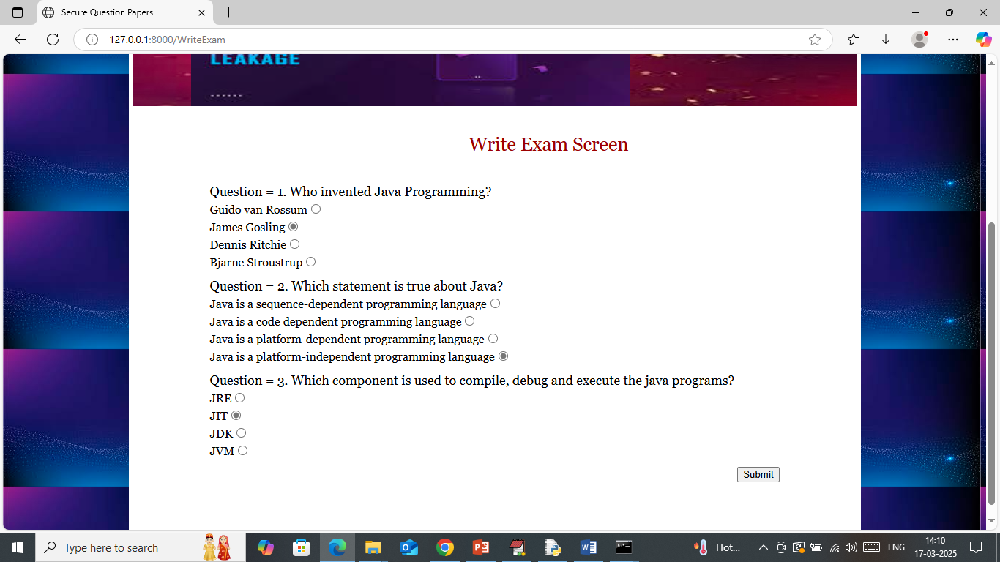 Secure Question Papers
127.0.0.1:8000/WriteExam
LEAKAGE
Write Exam Screen
Question = 1. Who invented Java Programming?
Guido van Rossum
James Gosling
Dennis Ritchie
Bjarne Stroustrup
Question = 2. Which statement is true about Java?
Java is a sequence-dependent programming language
Java is a code dependent programming language
Java is a platform-dependent programming language
Java is a platform-independent programming language
Question = 3. Which component is used to compile, debug and execute the java programs?
JRE
JIT
JDK
JVM
Submit
Type here to search
Hot...
ENG
14:10
17-03-2025